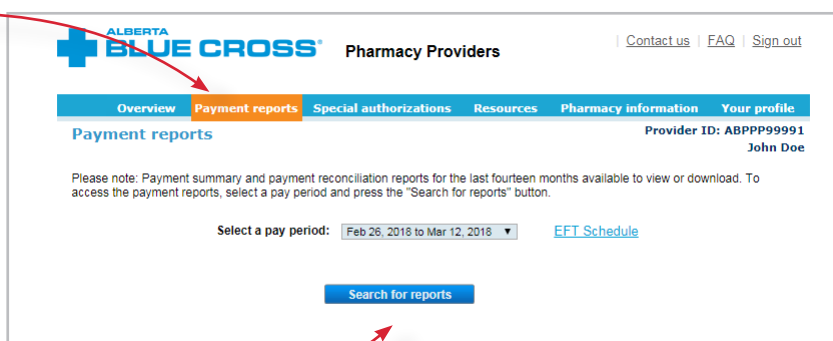 ALBERTA
BLUE CROSS®
Pharmacy Providers
Contact us | FAQ | Sign out
Overview Payment reports Special authorizations Resources Pharmacy information Your profile
Payment reports
Provider ID: ABPPP99991
John Doe
Please note: Payment summary and payment reconciliation reports for the last fourteen months available to view or download. To
access the payment reports, select a pay period and press the "Search for reports" button.
Select a pay period: Feb 26, 2018 to Mar 12, 2018 ▼ EFT Schedule
Search for reports